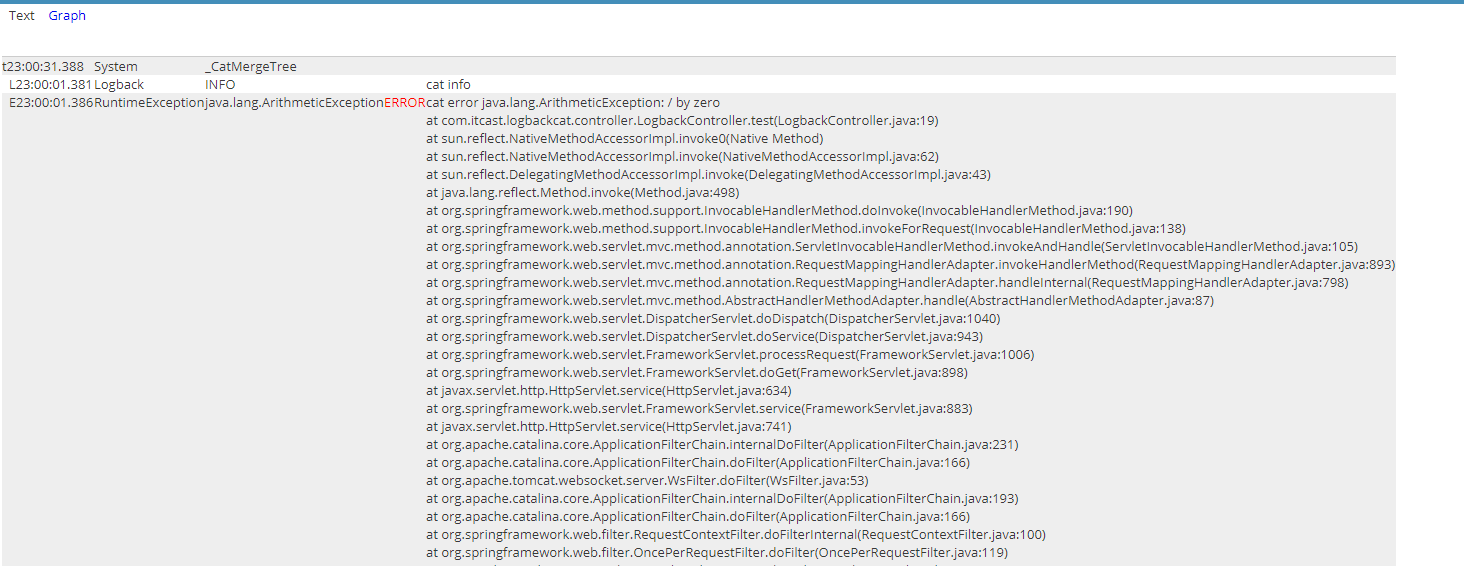 Text Graph
t23:00:31.388 System _CatMergeTree
L23:00:01.381 Logback INFO cat info
E23:00:01.386 RuntimeException java.lang.ArithmeticException ERROR cat error java.lang.ArithmeticException: / by zero
at com.itcast.logbackcat.controller.LogbackController.test(LogbackController.java:19)
at sun.reflect.NativeMethodAccessorImpl.invoke0(Native Method)
at sun.reflect.NativeMethodAccessorImpl.invoke(NativeMethodAccessorImpl.java:62)
at sun.reflect.DelegatingMethodAccessorImpl.invoke(DelegatingMethodAccessorImpl.java:43)
at java.lang.reflect.Method.invoke(Method.java:498)
at org.springframework.web.method.support.InvocableHandlerMethod.doInvoke(InvocableHandlerMethod.java:190)
at org.springframework.web.method.support.InvocableHandlerMethod.invokeForRequest(InvocableHandlerMethod.java:138)
at org.springframework.web.servlet.mvc.method.annotation.ServletInvocableHandlerMethod.invokeAndHandle(ServletInvocableHandlerMethod.java:105)
at org.springframework.web.servlet.mvc.method.annotation.RequestMappingHandlerAdapter.invokeHandlerMethod(RequestMappingHandlerAdapter.java:893)
at org.springframework.web.servlet.mvc.method.annotation.RequestMappingHandlerAdapter.handleInternal(RequestMappingHandlerAdapter.java:798)
at org.springframework.web.servlet.mvc.method.AbstractHandlerMethodAdapter.handle(AbstractHandlerMethodAdapter.java:87)
at org.springframework.web.servlet.DispatcherServlet.doDispatch(DispatcherServlet.java:1040)
at org.springframework.web.servlet.DispatcherServlet.doService(DispatcherServlet.java:943)
at org.springframework.web.servlet.FrameworkServlet.processRequest(FrameworkServlet.java:1006)
at org.springframework.web.servlet.FrameworkServlet.doGet(FrameworkServlet.java:898)
at javax.servlet.http.HttpServlet.service(HttpServlet.java:634)
at org.springframework.web.servlet.FrameworkServlet.service(FrameworkServlet.java:883)
at javax.servlet.http.HttpServlet.service(HttpServlet.java:741)
at org.apache.catalina.core.ApplicationFilterChain.internalDoFilter(ApplicationFilterChain.java:231)
at org.apache.catalina.core.ApplicationFilterChain.doFilter(ApplicationFilterChain.java:166)
at org.apache.tomcat.websocket.server.WsFilter.doFilter(WsFilter.java:53)
at org.apache.catalina.core.ApplicationFilterChain.internalDoFilter(ApplicationFilterChain.java:193)
at org.apache.catalina.core.ApplicationFilterChain.doFilter(ApplicationFilterChain.java:166)
at org.springframework.web.filter.RequestContextFilter.doFilterInternal(RequestContextFilter.java:100)
at org.springframework.web.filter.OncePerRequestFilter.doFilter(OncePerRequestFilter.java:119)